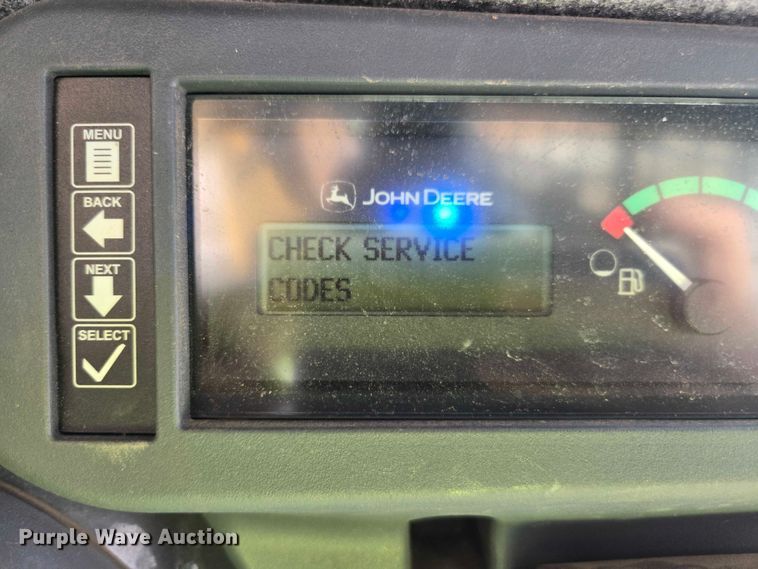 MENU
BACK
NEXT
SELECT
JOHN DEERE
CHECK SERVICE
CODES
Purple Wave Auction